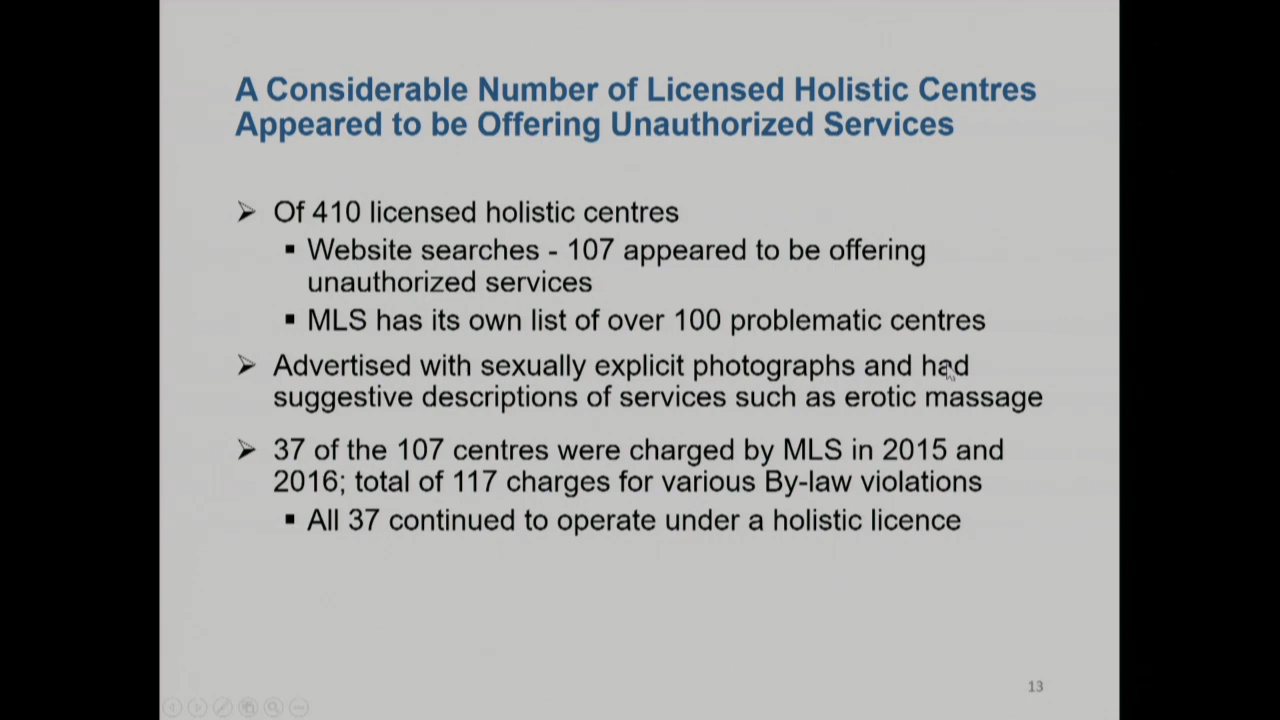 A Considerable Number of Licensed Holistic Centres
Appeared to be Offering Unauthorized Services
Of 410 licensed holistic centres
Website searches - 107 appeared to be offering
unauthorized services
MLS has its own list of over 100 problematic centres
Advertised with sexually explicit photographs and had
suggestive descriptions of services such as erotic massage
37 of the 107 centres were charged by MLS in 2015 and
2016; total of 117 charges for various By-law violations
All 37 continued to operate under a holistic licence
13